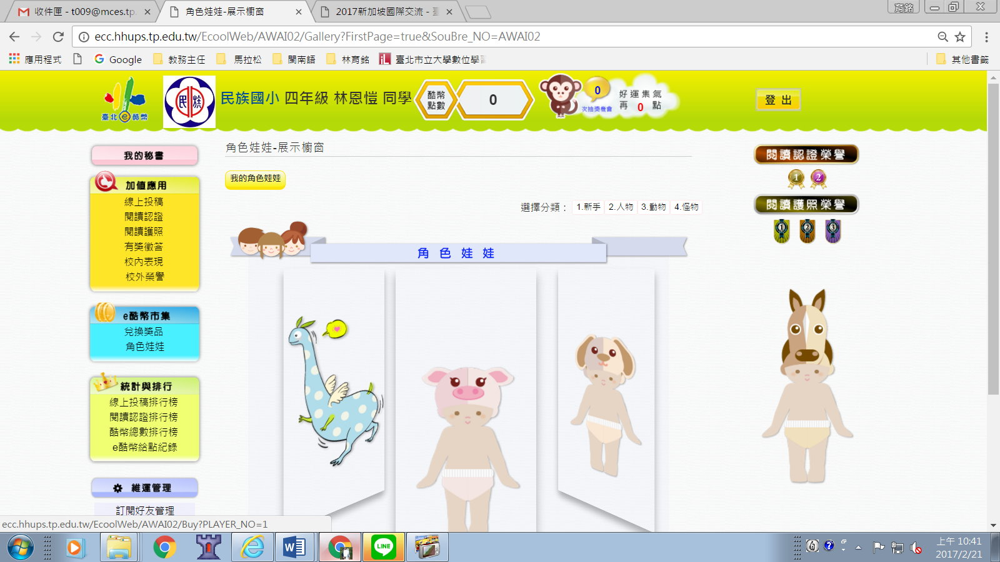 收件匣 - t009@mces.tp.
角色娃娃-展示櫥窗
2017新加坡國際交流 - 臺
育銘
ecc.hhups.tp.edu.tw/EcoolWeb/AWAI02/Gallery?FirstPage=true&SouBre_NO=AWAI02
應用程式
Google
教務主任
馬拉松
閩南語
林育銘
臺北市立大學數位學習
其他書籤
臺北e酷幣
民族
民族國小 四年級 林恩愷 同學
酷幣
點數
0
0
次抽獎機會
好運集氣
再 0 點
登出
我的秘書
加值應用
線上投稿
閱讀認證
閱讀護照
有獎徵答
校內表現
校外榮譽
e酷幣市集
兌換獎品
角色娃娃
統計與排行
線上投稿排行榜
閱讀認證排行榜
酷幣總數排行榜
e酷幣給點紀錄
維運管理
訂閱好友管理
角色娃娃-展示櫥窗
我的角色娃娃
選擇分類： 1.新手 2.人物 3.動物 4.怪物
角色娃娃
閱讀認證榮譽
1 2
閱讀護照榮譽
1 2 3
ecc.hhups.tp.edu.tw/EcoolWeb/AWAI02/Buy?PLAYER_NO=1
LINE
上午 10:41
2017/2/21